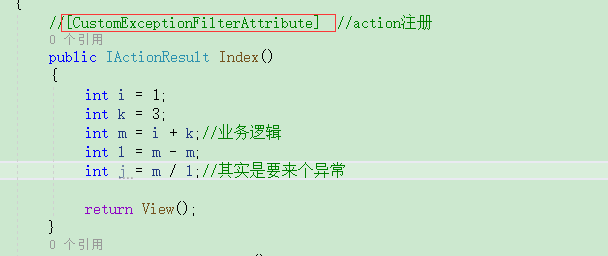 {
//[CustomExceptionFilterAttribute] //action注册
0 个引用
public IActionResult Index()
{
int i = 1;
int k = 3;
int m = i + k;//业务逻辑
int l = m - m;
int j = m / l;//其实是要来个异常
return View();
}
0 个引用